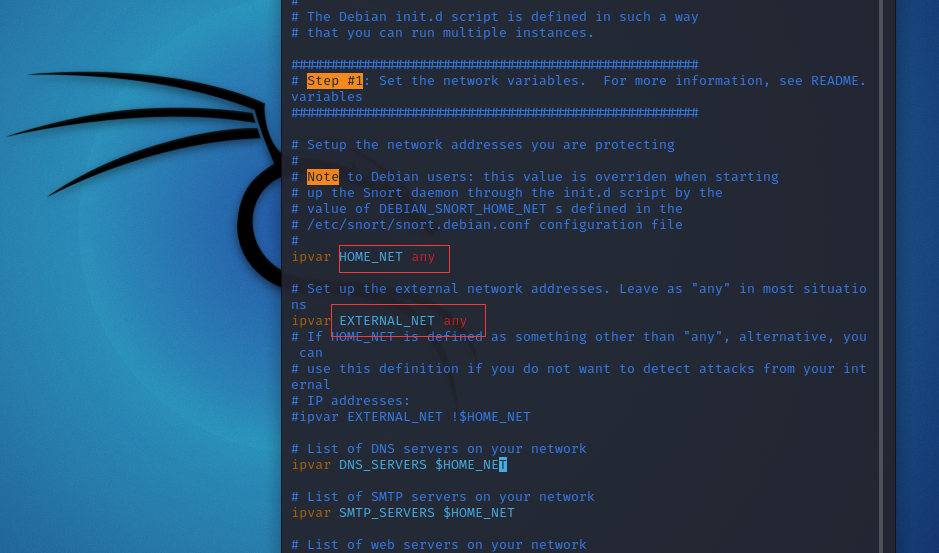 #
# The Debian init.d script is defined in such a way
# that you can run multiple instances.
###################################################
# Step #1: Set the network variables.  For more information, see README.
variables
###################################################
# Setup the network addresses you are protecting
#
# Note to Debian users: this value is overriden when starting
# up the Snort daemon through the init.d script by the
# value of DEBIAN_SNORT_HOME_NET s defined in the
# /etc/snort/snort.debian.conf configuration file
#
ipvar HOME_NET any
# Set up the external network addresses. Leave as "any" in most situatio
ns
ipvar EXTERNAL_NET any
# If HOME_NET is defined as something other than "any", alternative, you
can
# use this definition if you do not want to detect attacks from your int
ernal
# IP addresses:
#ipvar EXTERNAL_NET !$HOME_NET
# List of DNS servers on your network
ipvar DNS_SERVERS $HOME_NET
# List of SMTP servers on your network
ipvar SMTP_SERVERS $HOME_NET
# List of web servers on your network